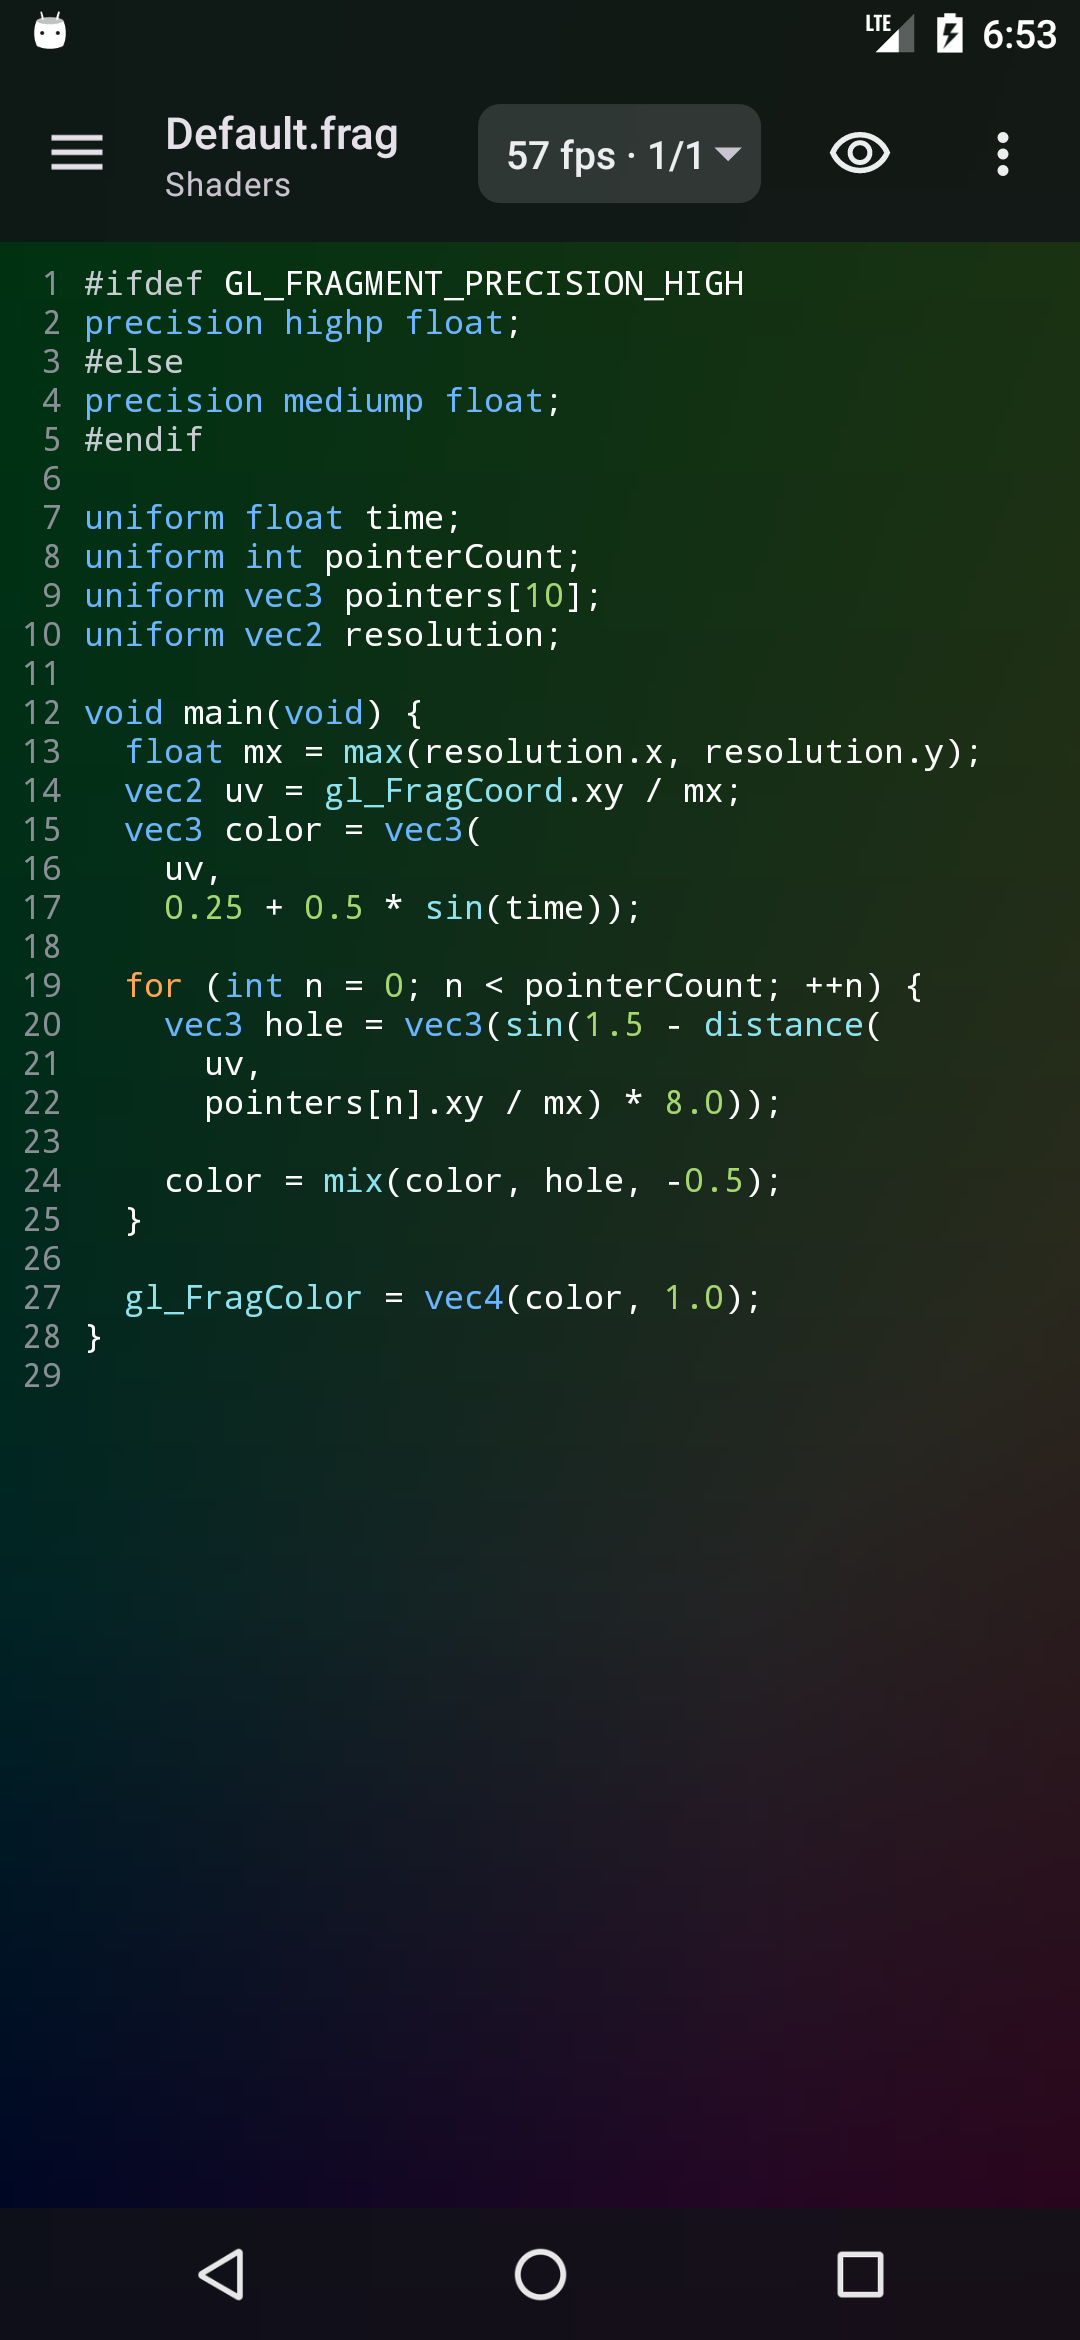 LTE 6:53
Default.frag
Shaders
57 fps · 1/1
1 #ifdef GL_FRAGMENT_PRECISION_HIGH
2 precision highp float;
3 #else
4 precision mediump float;
5 #endif
6
7 uniform float time;
8 uniform int pointerCount;
9 uniform vec3 pointers[10];
10 uniform vec2 resolution;
11
12 void main(void) {
13   float mx = max(resolution.x, resolution.y);
14   vec2 uv = gl_FragCoord.xy / mx;
15   vec3 color = vec3(
16     uv,
17     0.25 + 0.5 * sin(time));
18
19   for (int n = 0; n < pointerCount; ++n) {
20     vec3 hole = vec3(sin(1.5 - distance(
21       uv,
22       pointers[n].xy / mx) * 8.0));
23
24     color = mix(color, hole, -0.5);
25   }
26
27   gl_FragColor = vec4(color, 1.0);
28 }
29